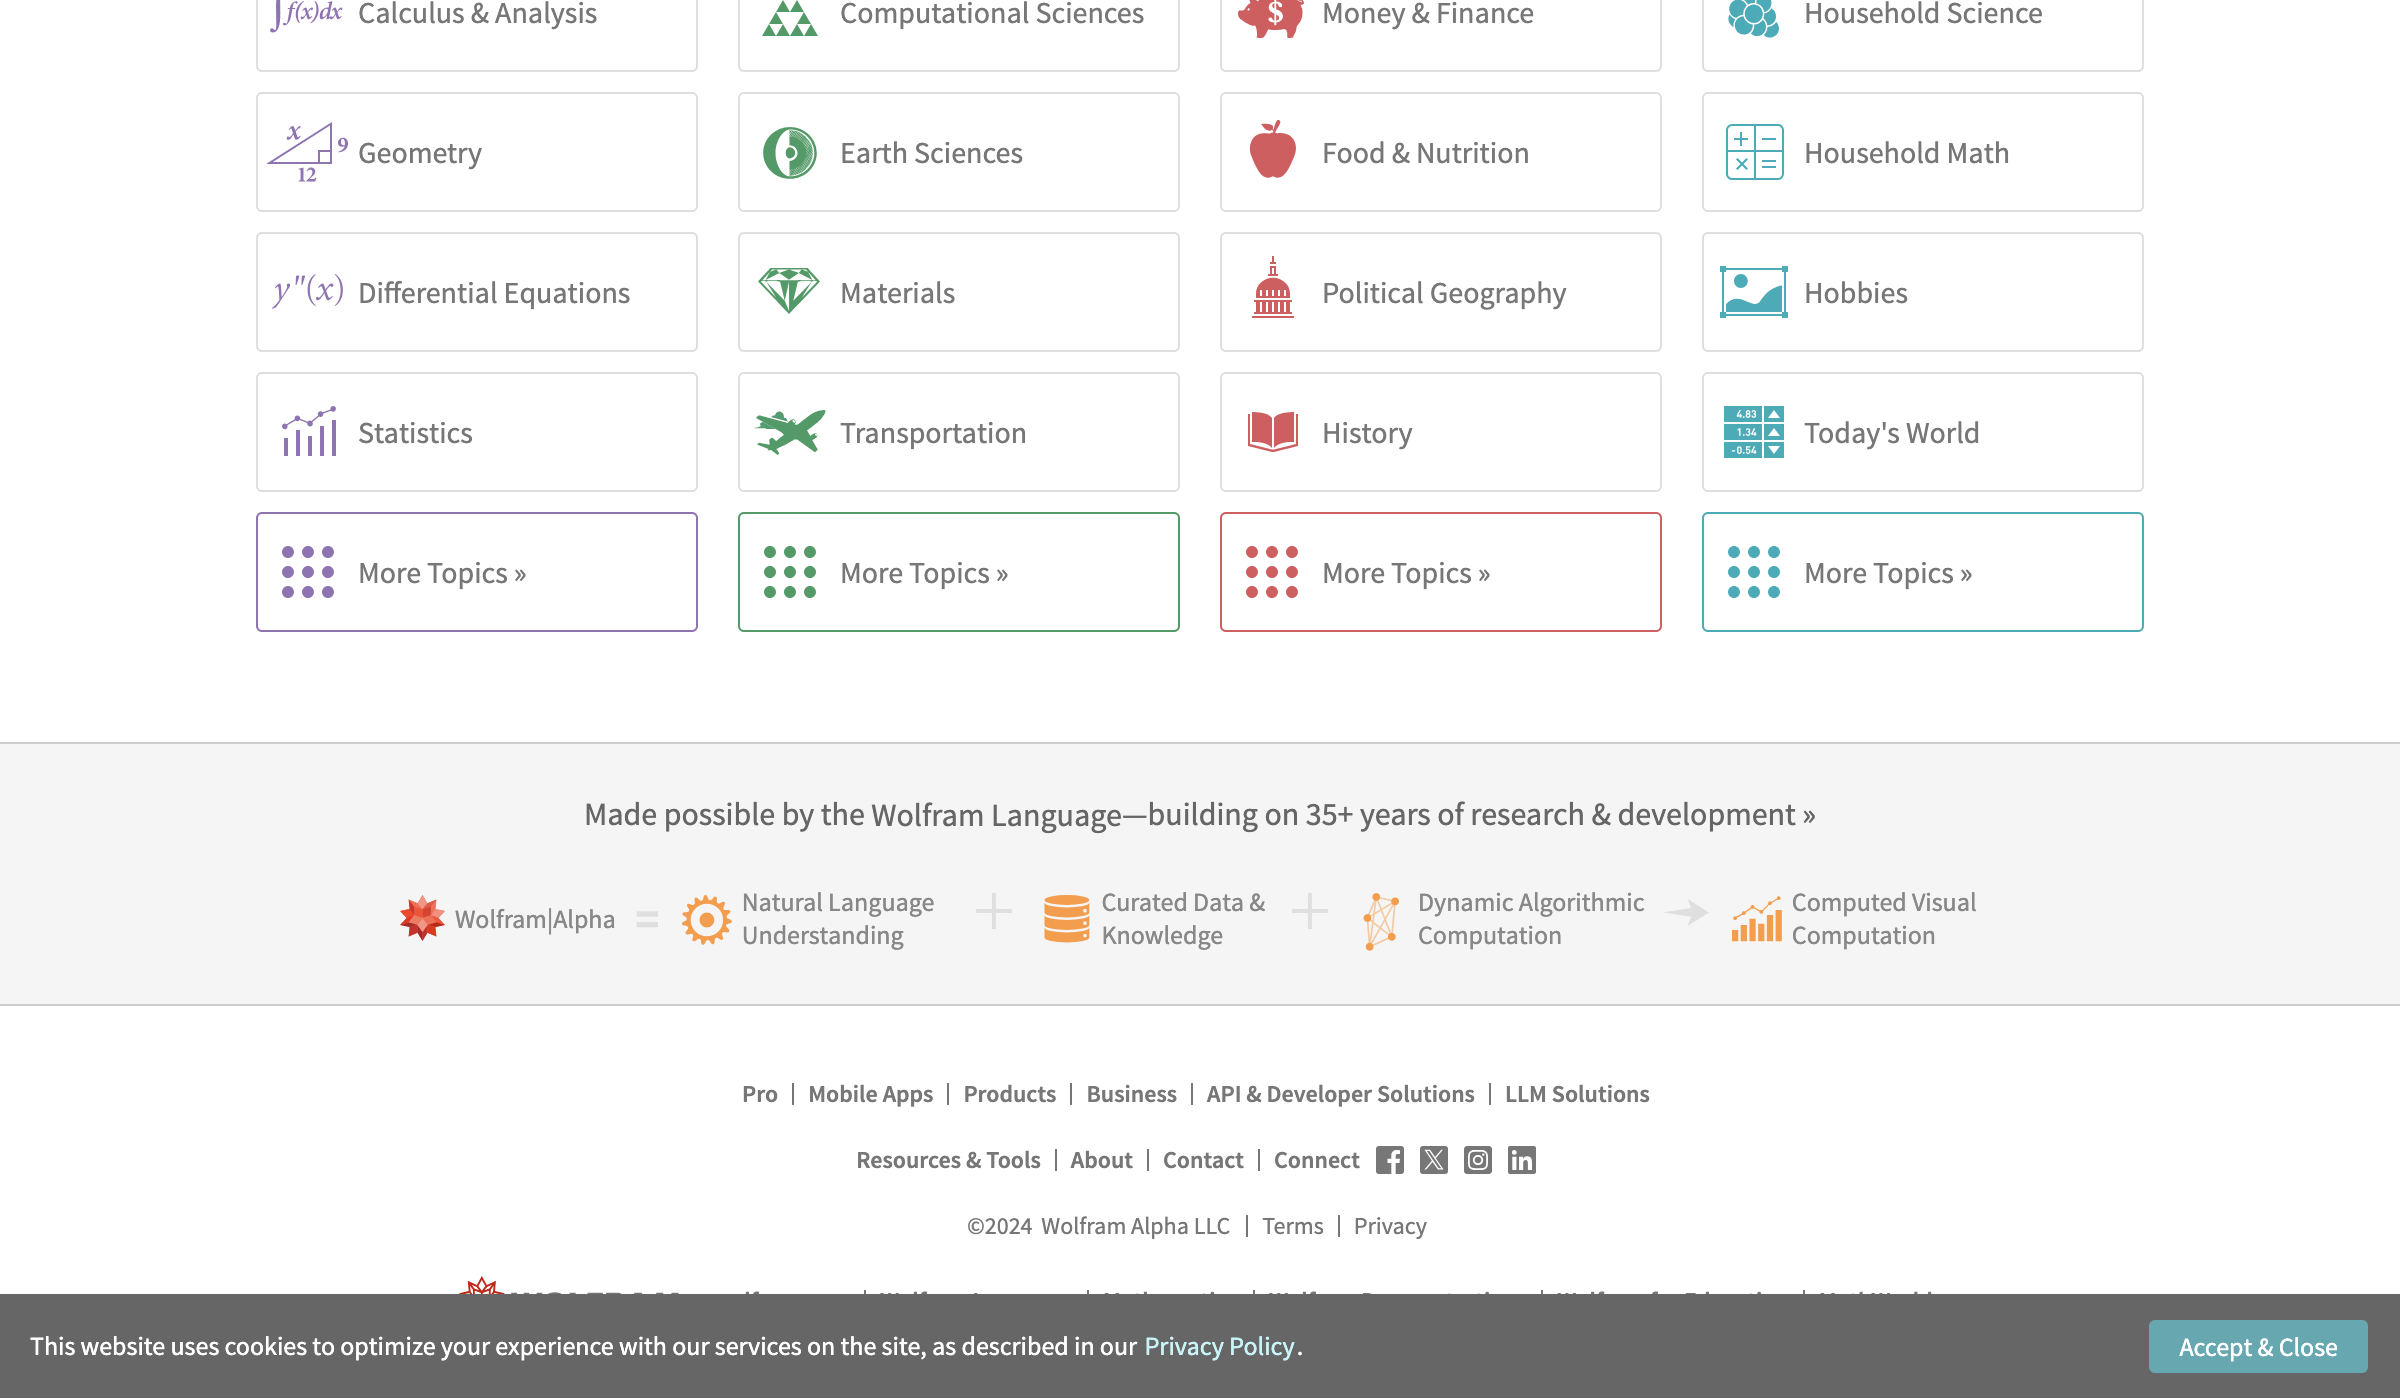 ∫f(x)dx Calculus & Analysis
Computational Sciences
$ Money & Finance
Household Science
x 9 12 Geometry
Earth Sciences
Food & Nutrition
+ − × = Household Math
y″(x) Differential Equations
Materials
Political Geography
Hobbies
Statistics
Transportation
History
4.83
1.34
-0.54
Today's World
More Topics »
More Topics »
More Topics »
More Topics »
Made possible by the Wolfram Language—building on 35+ years of research & development »
Wolfram|Alpha =
Natural Language
Understanding
+
Curated Data &
Knowledge
+
Dynamic Algorithmic
Computation
Computed Visual
Computation
Pro | Mobile Apps | Products | Business | API & Developer Solutions | LLM Solutions
Resources & Tools | About | Contact | Connect
©2024 Wolfram Alpha LLC | Terms | Privacy
This website uses cookies to optimize your experience with our services on the site, as described in our Privacy Policy.
Accept & Close